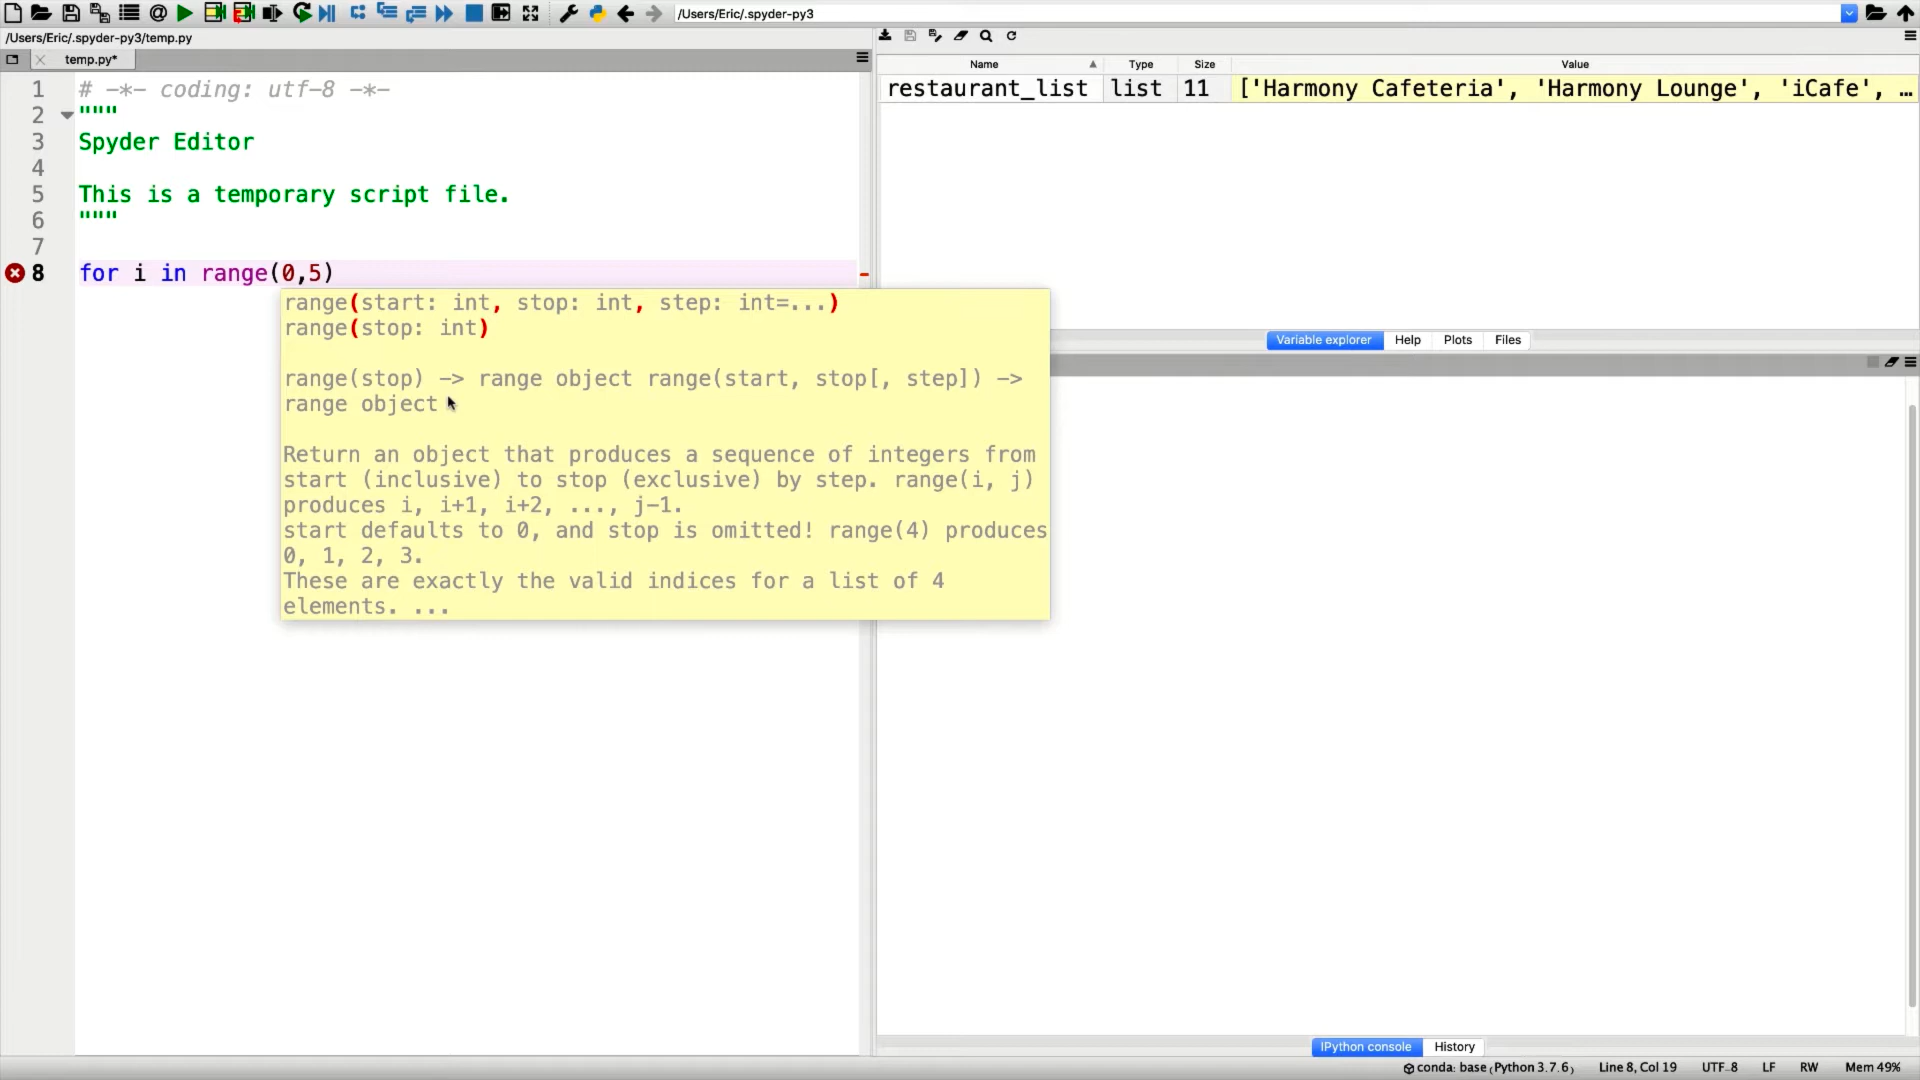 /Users/Eric/.spyder-py3
/Users/Eric/.spyder-py3/temp.py
temp.py*
1 # -*- coding: utf-8 -*-
2 """
3 Spyder Editor
4
5 This is a temporary script file.
6 """
7
8 for i in range(0,5)
range(start: int, stop: int, step: int=...)
range(stop: int)
range(stop) -> range object range(start, stop[, step]) ->
range object
Return an object that produces a sequence of integers from
start (inclusive) to stop (exclusive) by step. range(i, j)
produces i, i+1, i+2, ..., j-1.
start defaults to 0, and stop is omitted! range(4) produces
0, 1, 2, 3.
These are exactly the valid indices for a list of 4
elements. ...
Name Type Size Value
restaurant_list list 11 ['Harmony Cafeteria', 'Harmony Lounge', 'iCafe', …
Variable explorer Help Plots Files
IPython console History
conda: base (Python 3.7.6) Line 8, Col 19 UTF-8 LF RW Mem 49%